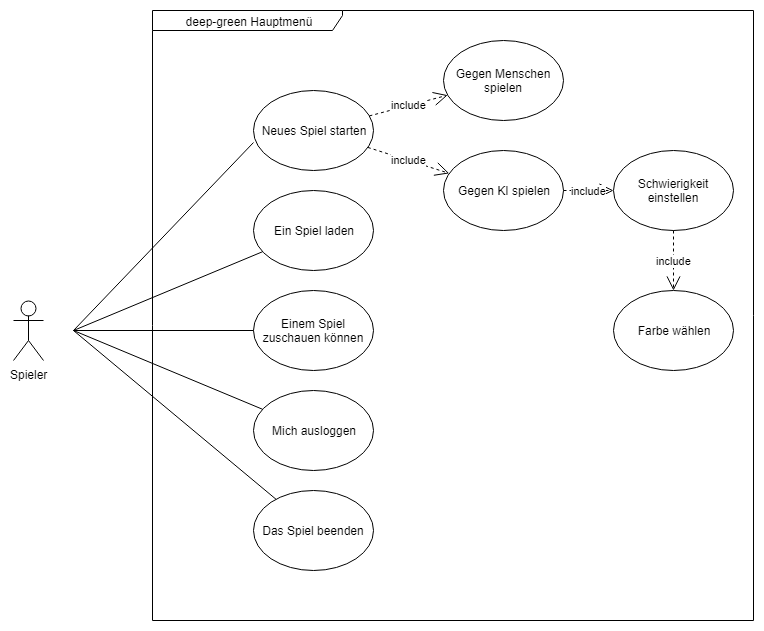 deep-green Hauptmenü
Gegen Menschen
spielen
include
Neues Spiel starten
include
Gegen KI spielen
include
Schwierigkeit
einstellen
Ein Spiel laden
include
Einem Spiel
zuschauen können
Farbe wählen
Spieler
Mich ausloggen
Das Spiel beenden